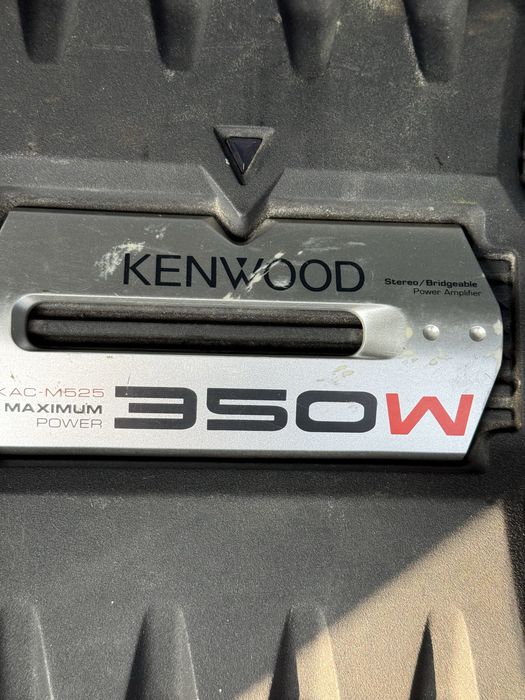 KENWOOD
Stereo/Bridgeable
Power Amplifier
KAC-M525
MAXIMUM
POWER
350W